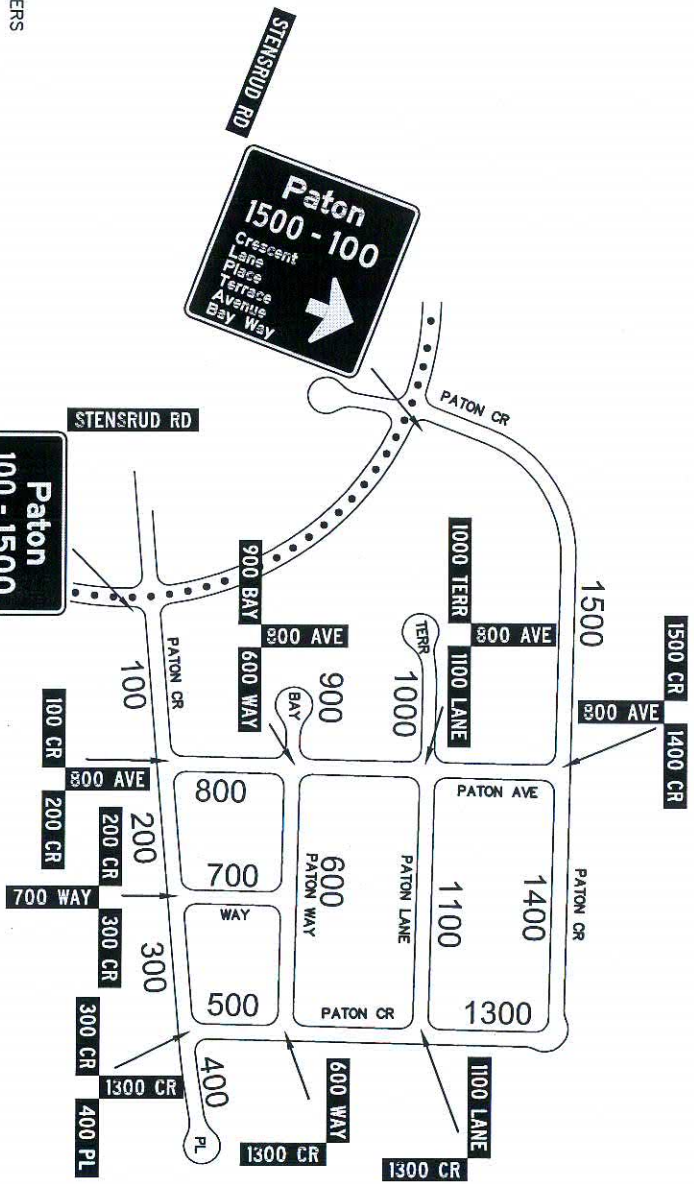 ERS
STENSRUD RD
Paton
1500 - 100
Crescent
Lane
Place
Terrace
Avenue
Bay Way
PATON CR
STENSRUD RD
Paton
100 - 1500
1500
1500 CR
800 AVE
1400 CR
1000 TERR
800 AVE
1100 LANE
TERR
1000
900 BAY
800 AVE
600 WAY
BAY
900
PATON CR
100
100 CR
800 AVE
200 CR
800
PATON AVE
200
700
WAY
200 CR
700 WAY
300 CR
600
PATON WAY
PATON LANE
1100
1400
PATON CR
300
500
PATON CR
1300
300 CR
1300 CR
400 PL
400
PL
600 WAY
1300 CR
1100 LANE
1300 CR